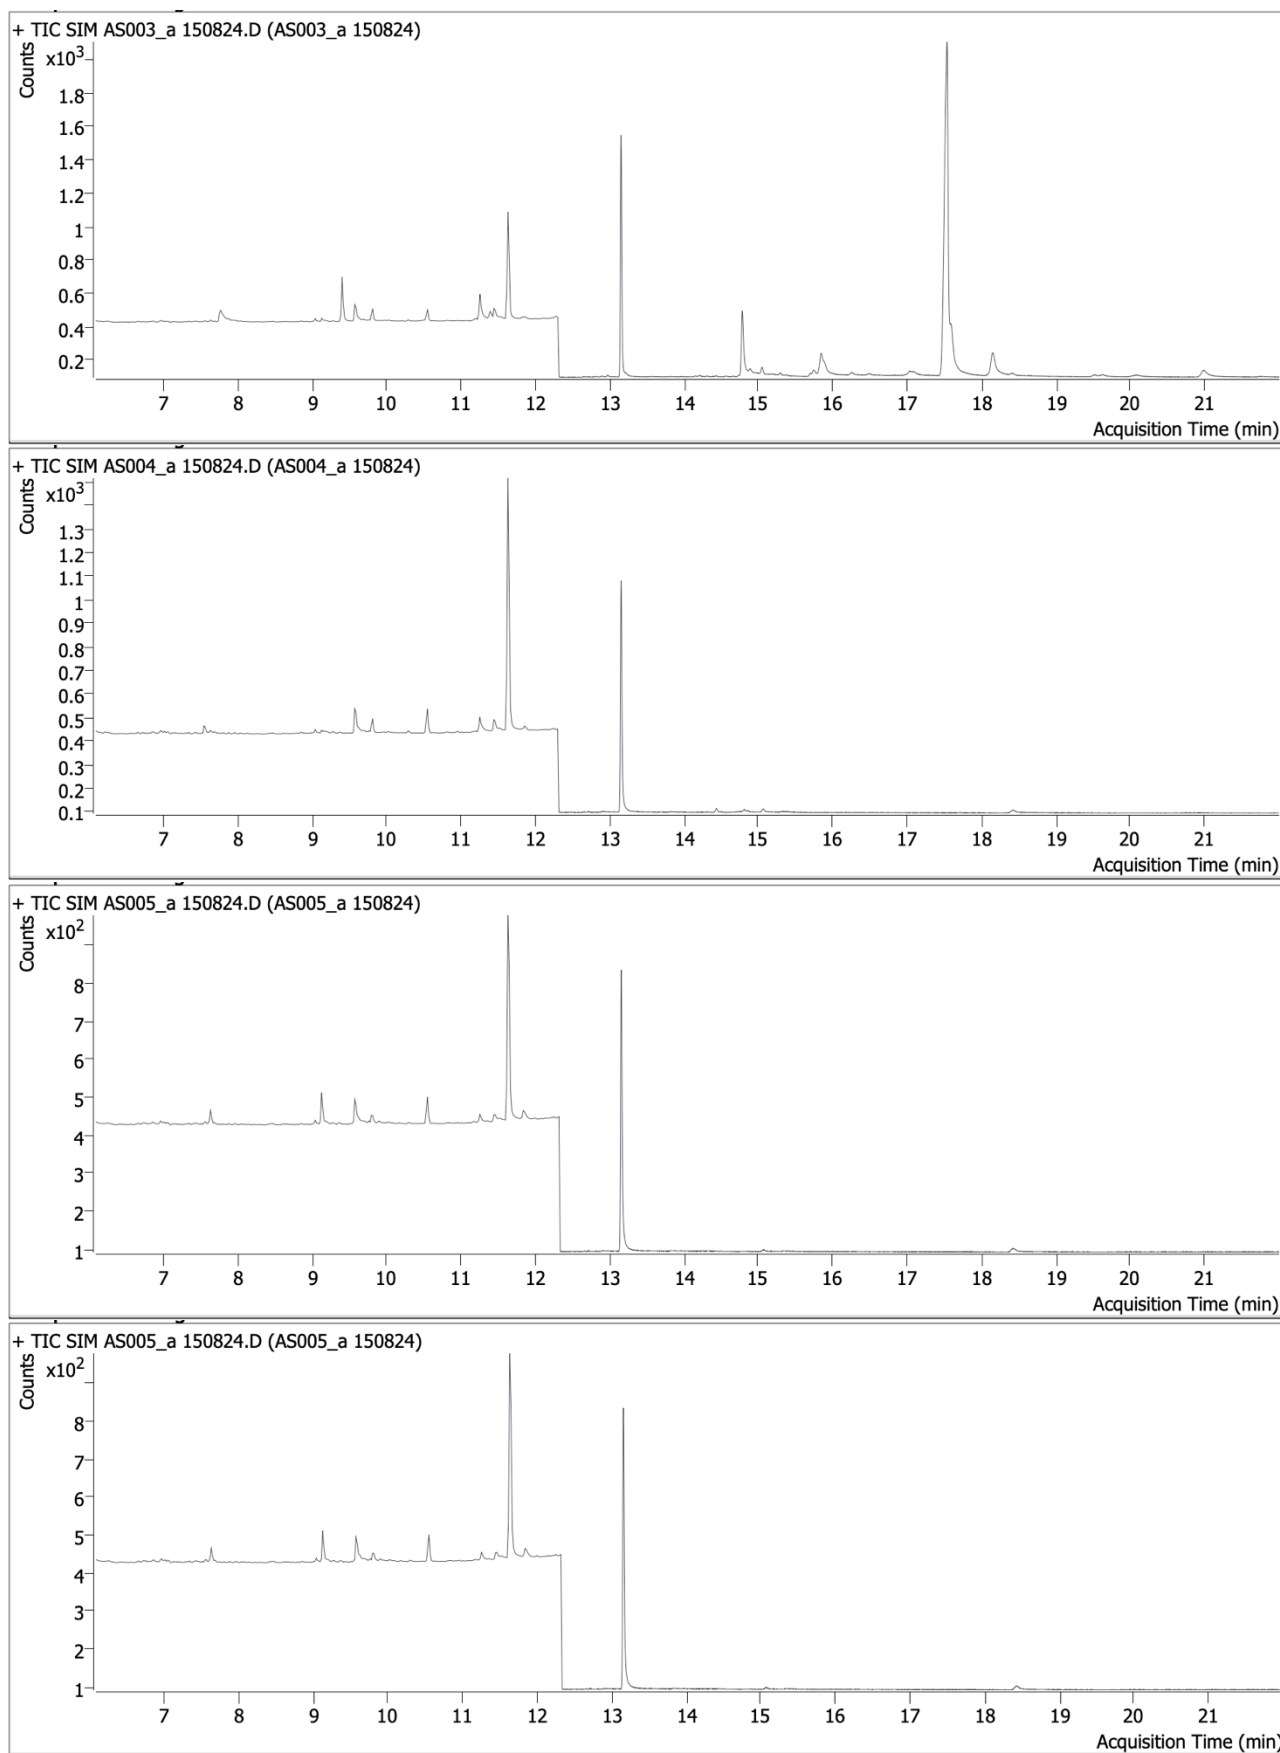 + TIC SIM AS003_a 150824.D (AS003_a 150824)
Counts
x10³
1.8
1.6
1.4
1.2
1
0.8
0.6
0.4
0.2
7 8 9 10 11 12 13 14 15 16 17 18 19 20 21
Acquisition Time (min)
+ TIC SIM AS004_a 150824.D (AS004_a 150824)
Counts
x10³
1.3
1.2
1.1
1
0.9
0.8
0.7
0.6
0.5
0.4
0.3
0.2
0.1
7 8 9 10 11 12 13 14 15 16 17 18 19 20 21
Acquisition Time (min)
+ TIC SIM AS005_a 150824.D (AS005_a 150824)
Counts
x10²
8
7
6
5
4
3
2
1
7 8 9 10 11 12 13 14 15 16 17 18 19 20 21
Acquisition Time (min)
+ TIC SIM AS005_a 150824.D (AS005_a 150824)
Counts
x10²
8
7
6
5
4
3
2
1
7 8 9 10 11 12 13 14 15 16 17 18 19 20 21
Acquisition Time (min)